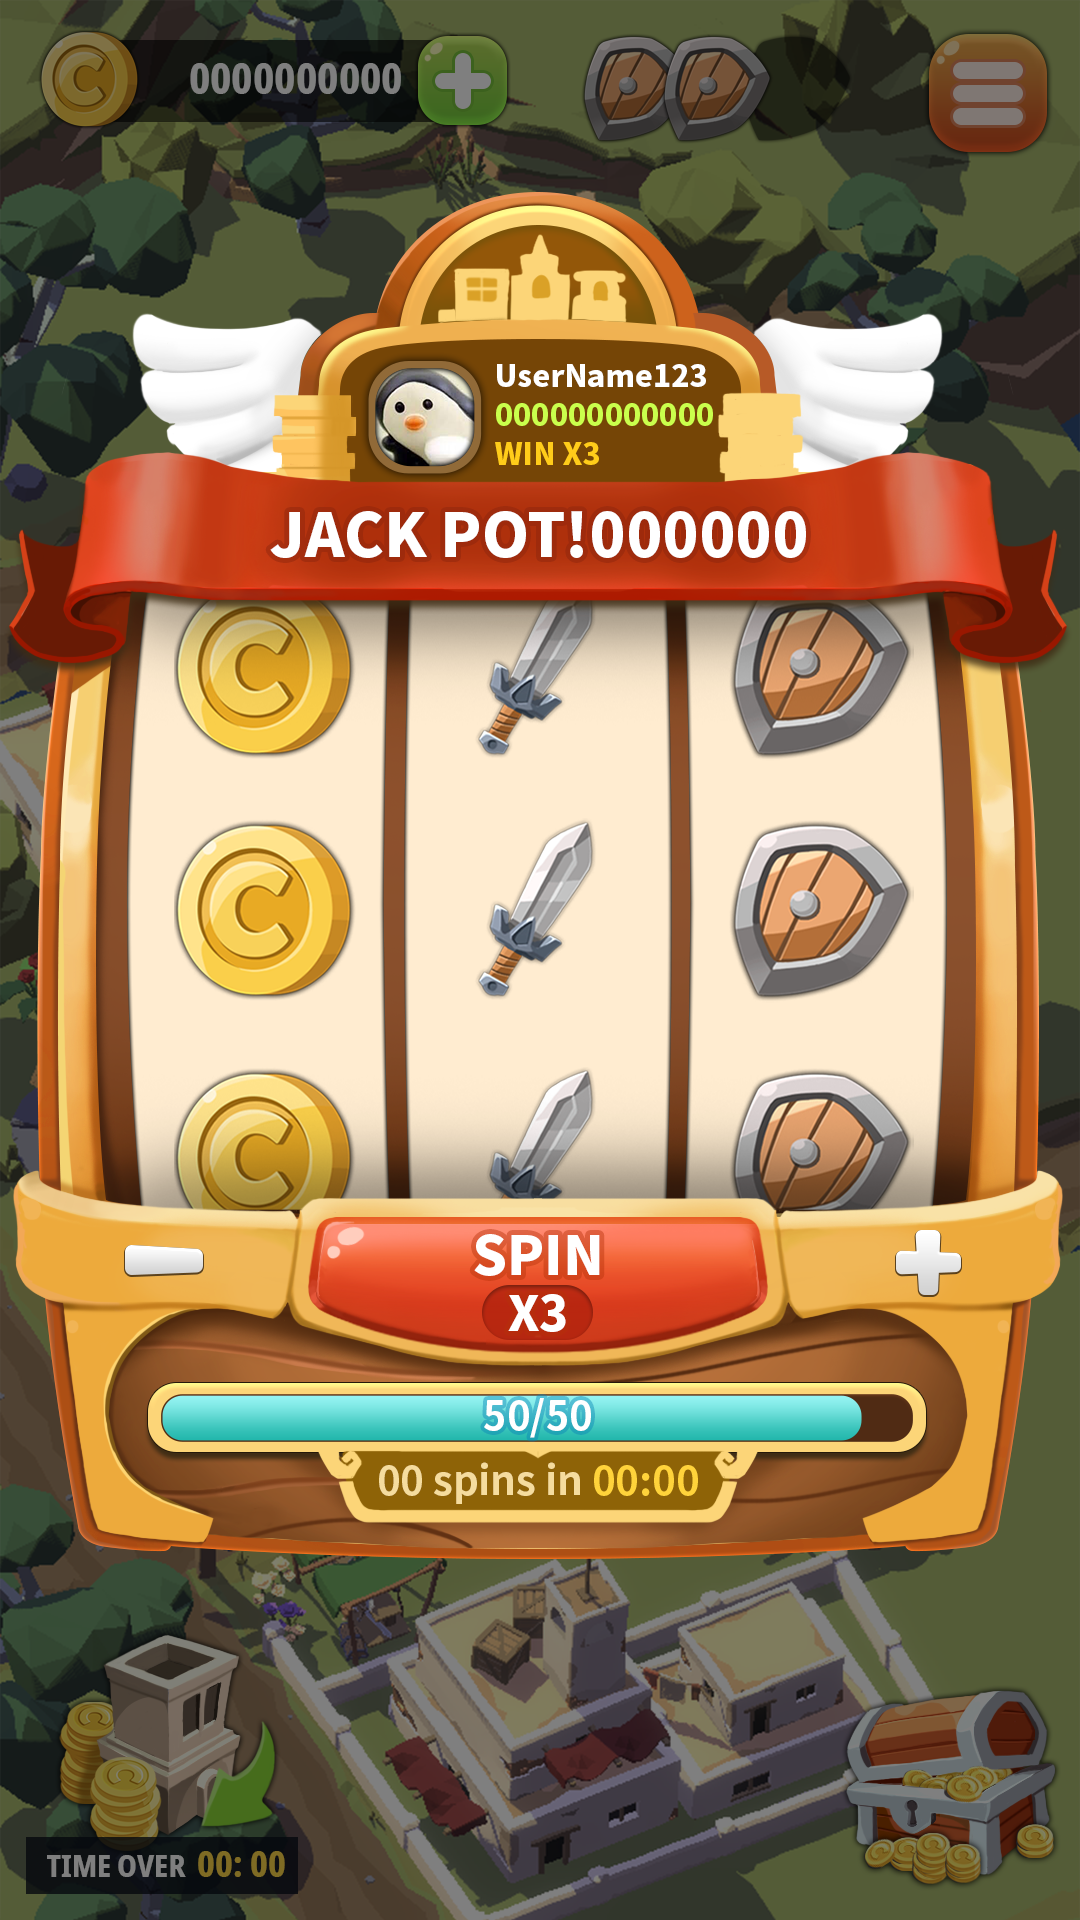 0000000000
UserName123
000000000000
WIN X3
JACK POT!000000
SPIN
X3
50/50
00 spins in 00:00
TIME OVER 00: 00